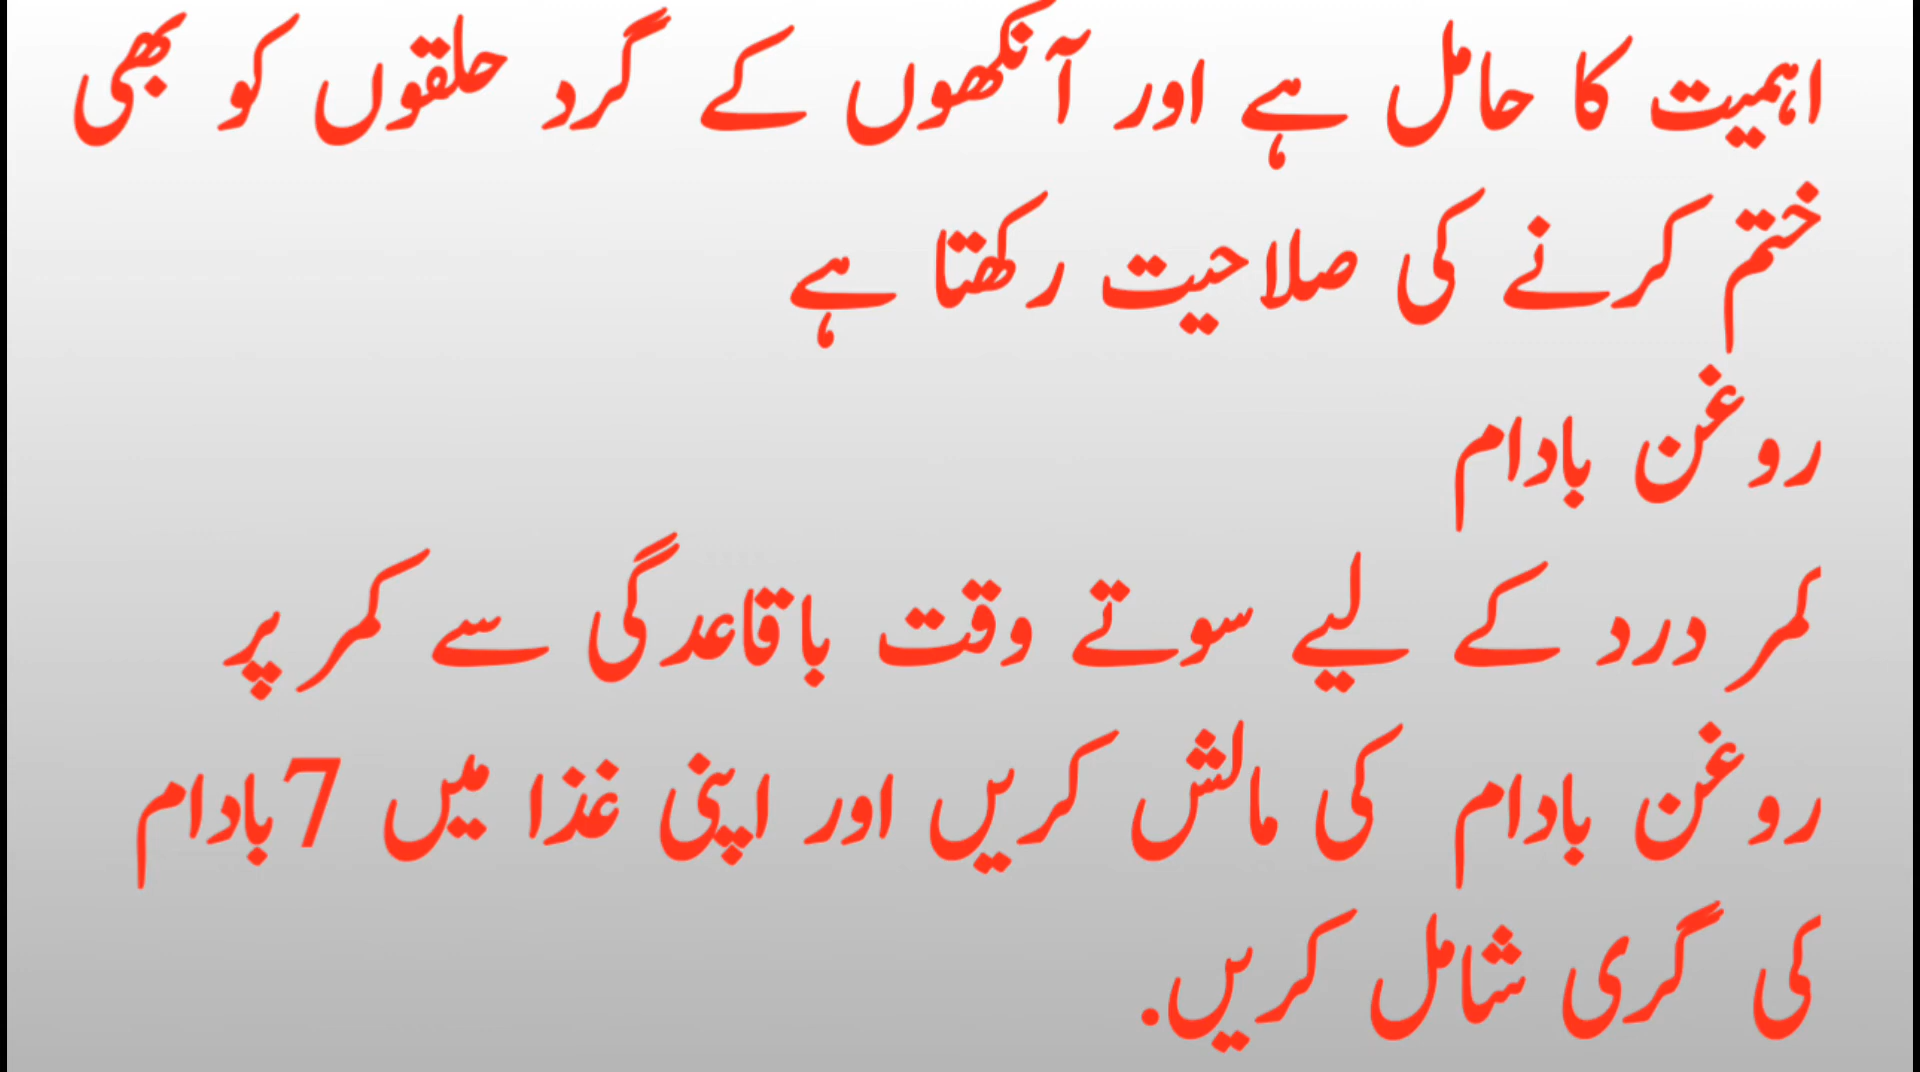 اہمیت کا حامل ہے اور آنکھوں کے گرد حلقوں کو بھی
ختم کرنے کی صلاحیت رکھتا ہے
روغن بادام
کمر درد کے لیے سوتے وقت باقاعدگی سے کمر پر
روغن بادام کی مالش کریں اور اپنی غذا میں 7بادام
کی گری شامل کریں.